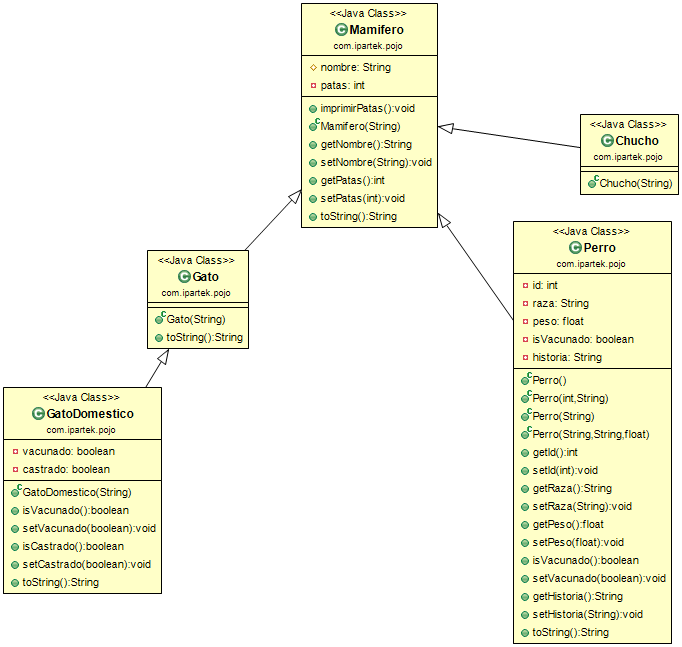 <<Java Class>>
Mamifero
com.ipartek.pojo
nombre: String
patas: int
imprimirPatas():void
Mamifero(String)
getNombre():String
setNombre(String):void
getPatas():int
setPatas(int):void
toString():String
<<Java Class>>
Chucho
com.ipartek.pojo
Chucho(String)
<<Java Class>>
Gato
com.ipartek.pojo
Gato(String)
toString():String
<<Java Class>>
Perro
com.ipartek.pojo
id: int
raza: String
peso: float
isVacunado: boolean
historia: String
Perro()
Perro(int,String)
Perro(String)
Perro(String,String,float)
getId():int
setId(int):void
getRaza():String
setRaza(String):void
getPeso():float
setPeso(float):void
isVacunado():boolean
setVacunado(boolean):void
getHistoria():String
setHistoria(String):void
toString():String
<<Java Class>>
GatoDomestico
com.ipartek.pojo
vacunado: boolean
castrado: boolean
GatoDomestico(String)
isVacunado():boolean
setVacunado(boolean):void
isCastrado():boolean
setCastrado(boolean):void
toString():String